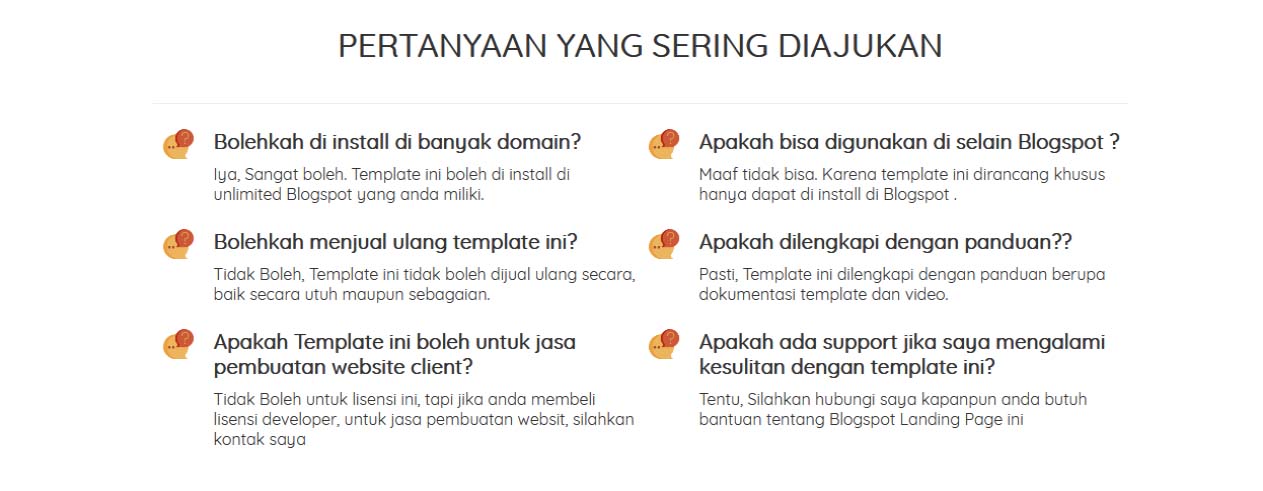 PERTANYAAN YANG SERING DIAJUKAN
Bolehkah di install di banyak domain?
Iya, Sangat boleh. Template ini boleh di install di
unlimited Blogspot yang anda miliki.
Apakah bisa digunakan di selain Blogspot ?
Maaf tidak bisa. Karena template ini dirancang khusus
hanya dapat di install di Blogspot .
Bolehkah menjual ulang template ini?
Tidak Boleh, Template ini tidak boleh dijual ulang secara,
baik secara utuh maupun sebagaian.
Apakah dilengkapi dengan panduan??
Pasti, Template ini dilengkapi dengan panduan berupa
dokumentasi template dan video.
Apakah Template ini boleh untuk jasa
pembuatan website client?
Tidak Boleh untuk lisensi ini, tapi jika anda membeli
lisensi developer, untuk jasa pembuatan websit, silahkan
kontak saya
Apakah ada support jika saya mengalami
kesulitan dengan template ini?
Tentu, Silahkan hubungi saya kapanpun anda butuh
bantuan tentang Blogspot Landing Page ini